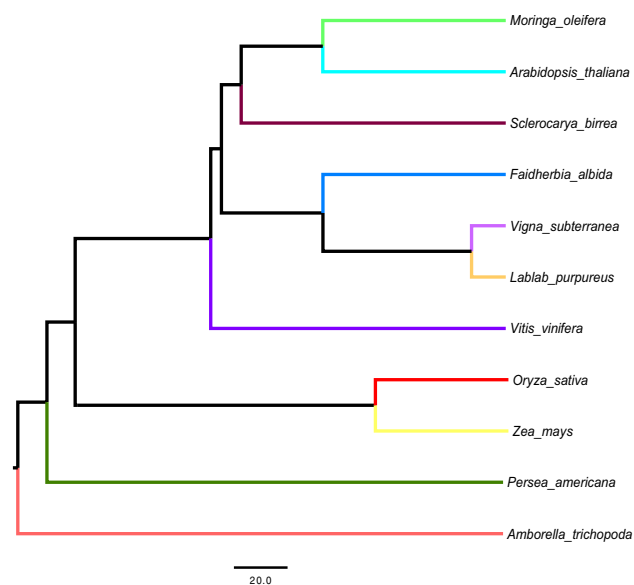 Moringa_oleifera
Arabidopsis_thaliana
Sclerocarya_birrea
Faidherbia_albida
Vigna_subterranea
Lablab_purpureus
Vitis_vinifera
Oryza_sativa
Zea_mays
Persea_americana
Amborella_trichopoda
20.0